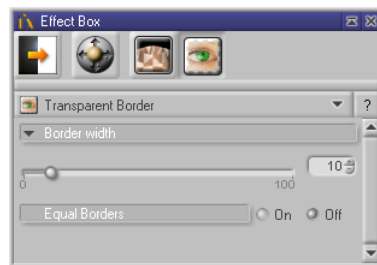 Effect Box
Transparent Border ?
Border width
10
0 100
Equal Borders On Off